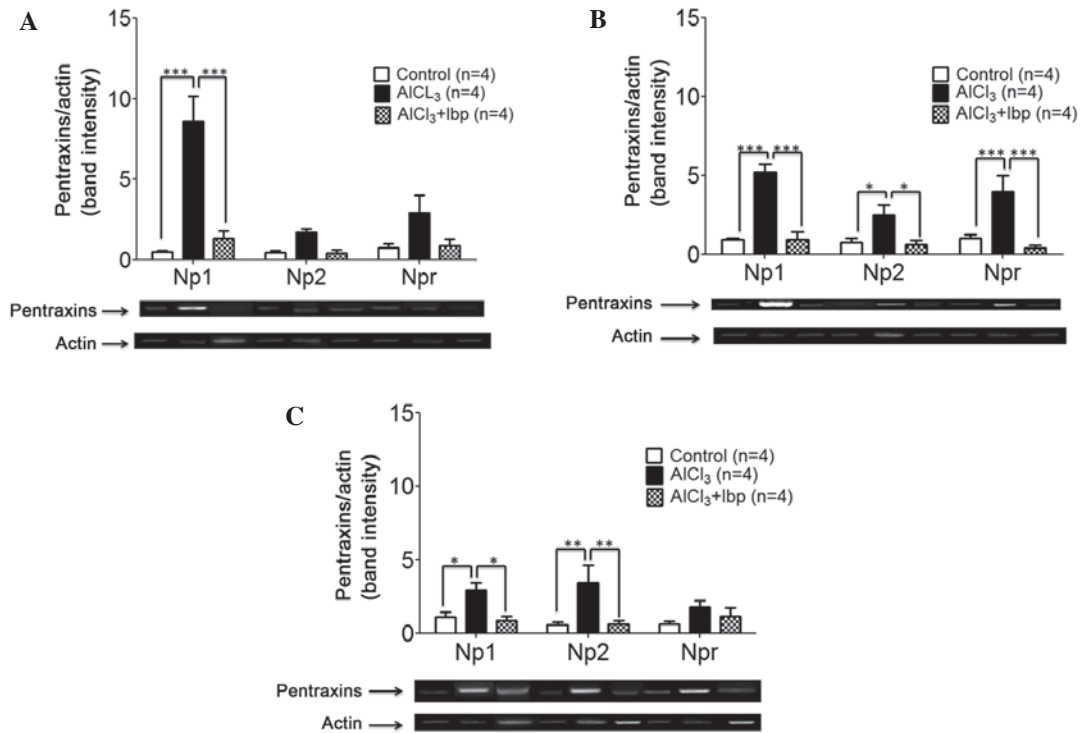 A
15
10
5
0
Pentraxins/actin
(band intensity)
*** ***
Control (n=4)
AlCL3 (n=4)
AlCl3+Ibp (n=4)
Np1 Np2 Npr
Pentraxins
Actin
B
15
10
5
0
Pentraxins/actin
(band intensity)
Control (n=4)
AlCl3 (n=4)
AlCl3+Ibp (n=4)
*** ***
* *
*** ***
Np1 Np2 Npr
Pentraxins
Actin
C
15
10
5
0
Pentraxins/actin
(band intensity)
Control (n=4)
AlCl3 (n=4)
AlCl3+Ibp (n=4)
* *
** **
Np1 Np2 Npr
Pentraxins
Actin